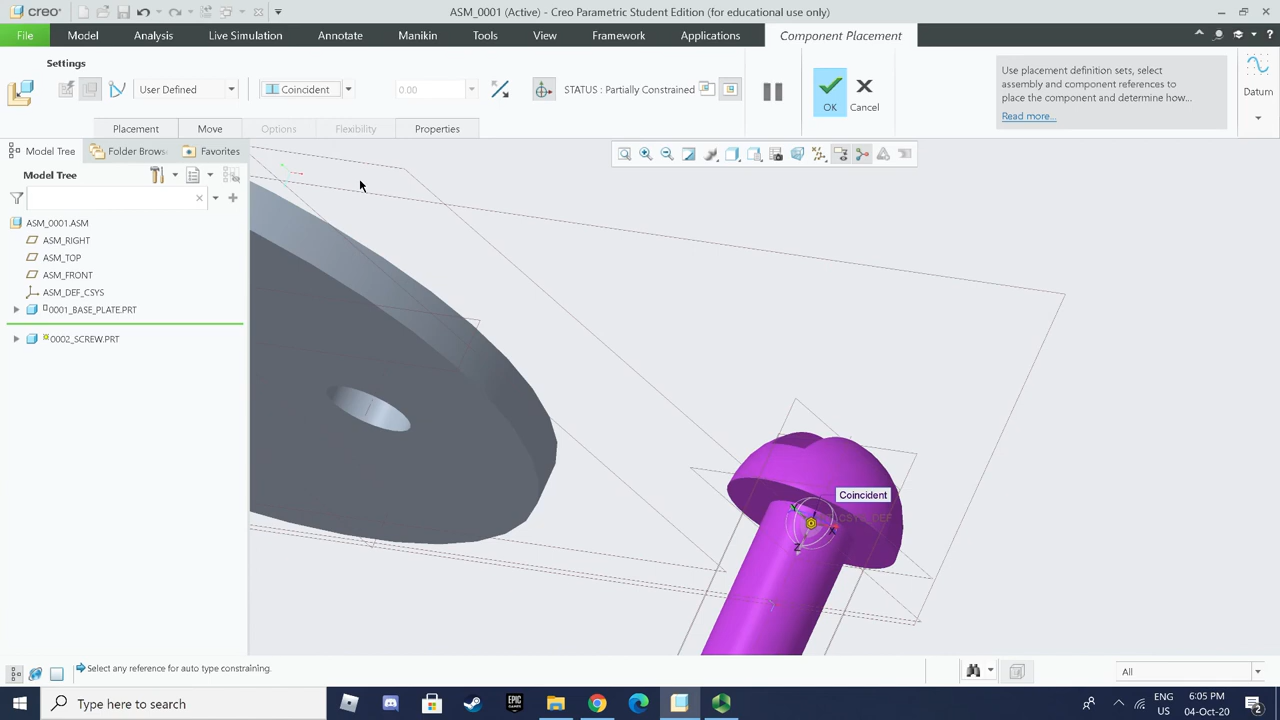 creo ASM_0001 (Active) - Creo Parametric Student Edition (for educational use only)
File Model Analysis Live Simulation Annotate Manikin Tools View Framework Applications Component Placement
Settings
User Defined Coincident 0.00 STATUS : Partially Constrained OK Cancel
Use placement definition sets, select
assembly and component references to
place the component and determine how...
Read more...
Datum
Placement Move Options Flexibility Properties
Model Tree Folder Brows Favorites
Model Tree
ASM_0001.ASM
ASM_RIGHT
ASM_TOP
ASM_FRONT
ASM_DEF_CSYS
0001_BASE_PLATE.PRT
0002_SCREW.PRT
Coincident
Y
X
Z
Select any reference for auto type constraining.
All
Type here to search
EPIC
GAMES
ENG
US
6:05 PM
04-Oct-20
2